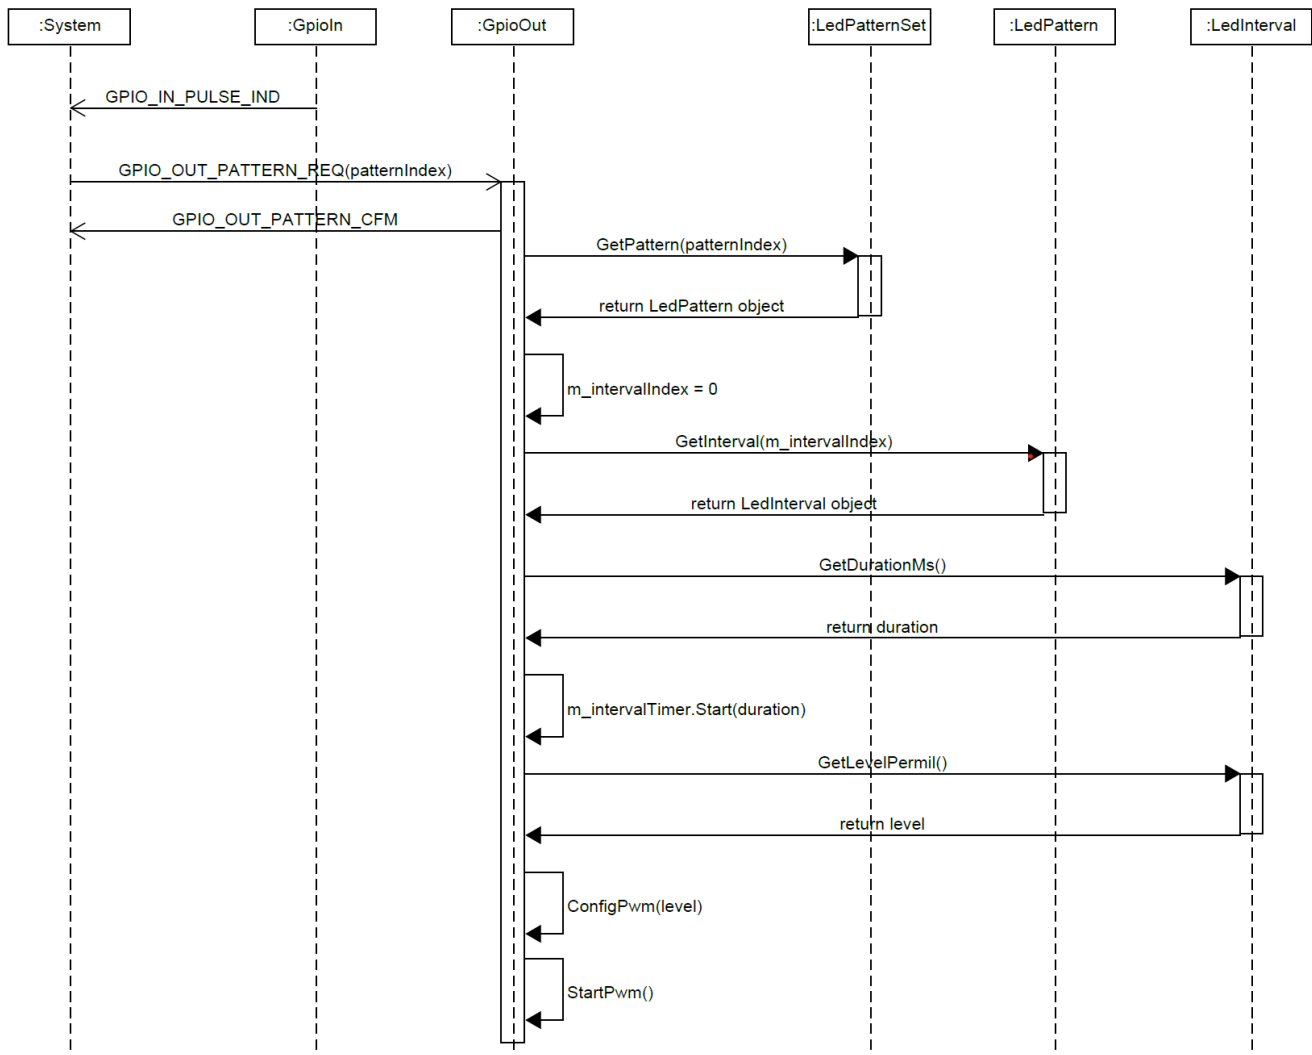 :System
:GpioIn
:GpioOut
:LedPatternSet
:LedPattern
:LedInterval
GPIO_IN_PULSE_IND
GPIO_OUT_PATTERN_REQ(patternIndex)
GPIO_OUT_PATTERN_CFM
GetPattern(patternIndex)
return LedPattern object
m_intervalIndex = 0
GetInterval(m_intervalIndex)
return LedInterval object
GetDurationMs()
return duration
m_intervalTimer.Start(duration)
GetLevelPermil()
return level
ConfigPwm(level)
StartPwm()